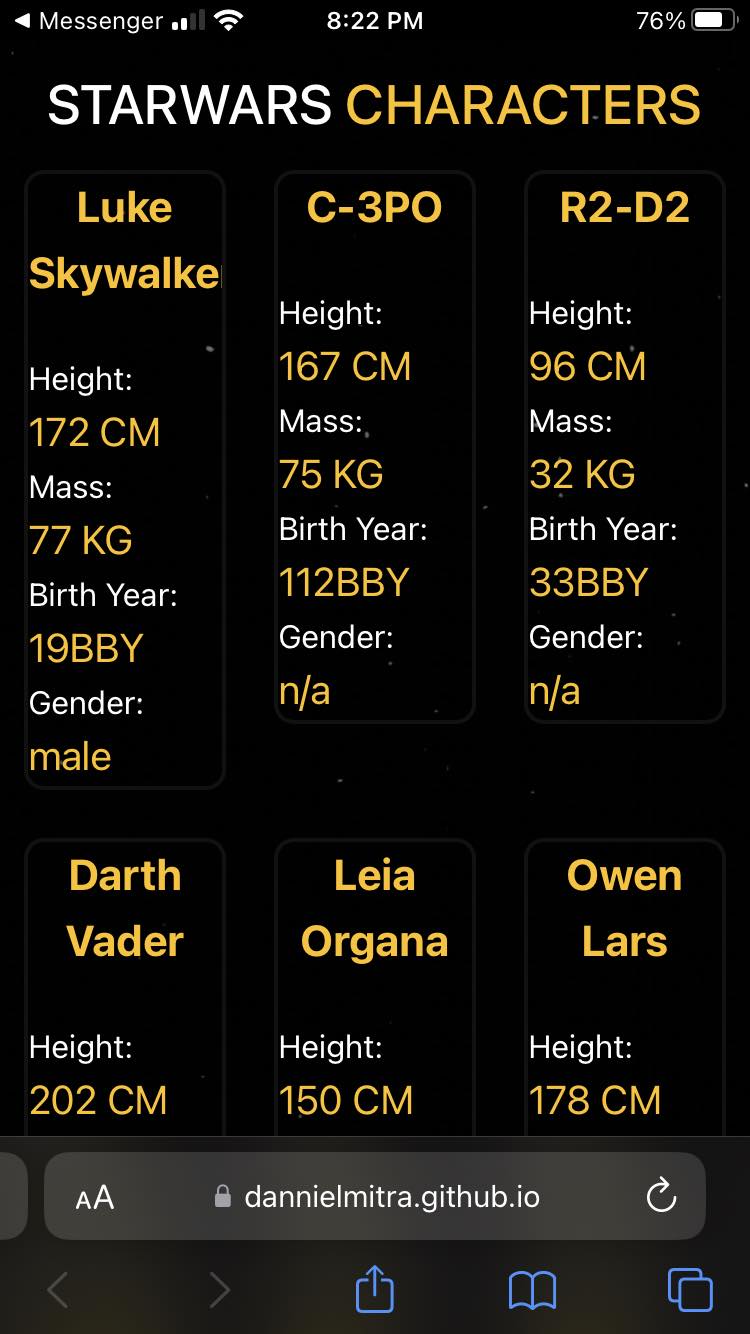 Messenger
8:22 PM
76%
STARWARS CHARACTERS
Luke
Skywalker
Height:
172 CM
Mass:
77 KG
Birth Year:
19BBY
Gender:
male
C-3PO
Height:
167 CM
Mass:
75 KG
Birth Year:
112BBY
Gender:
n/a
R2-D2
Height:
96 CM
Mass:
32 KG
Birth Year:
33BBY
Gender:
n/a
Darth
Vader
Height:
202 CM
Leia
Organa
Height:
150 CM
Owen
Lars
Height:
178 CM
AA
dannielmitra.github.io